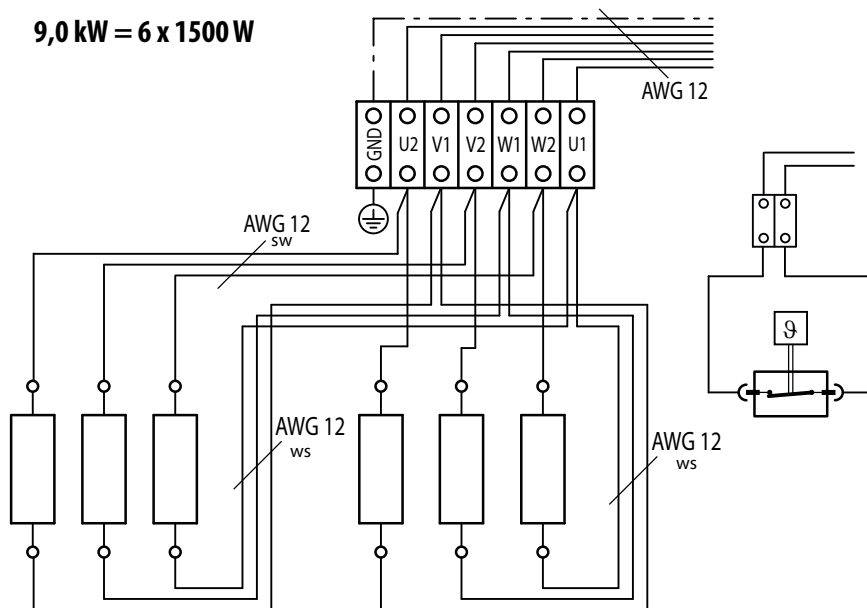 9,0 kW = 6 x 1500 W
AWG 12
GND U2 V1 V2 W1 W2 U1
AWG 12
sw
ϑ
AWG 12
ws
AWG 12
ws